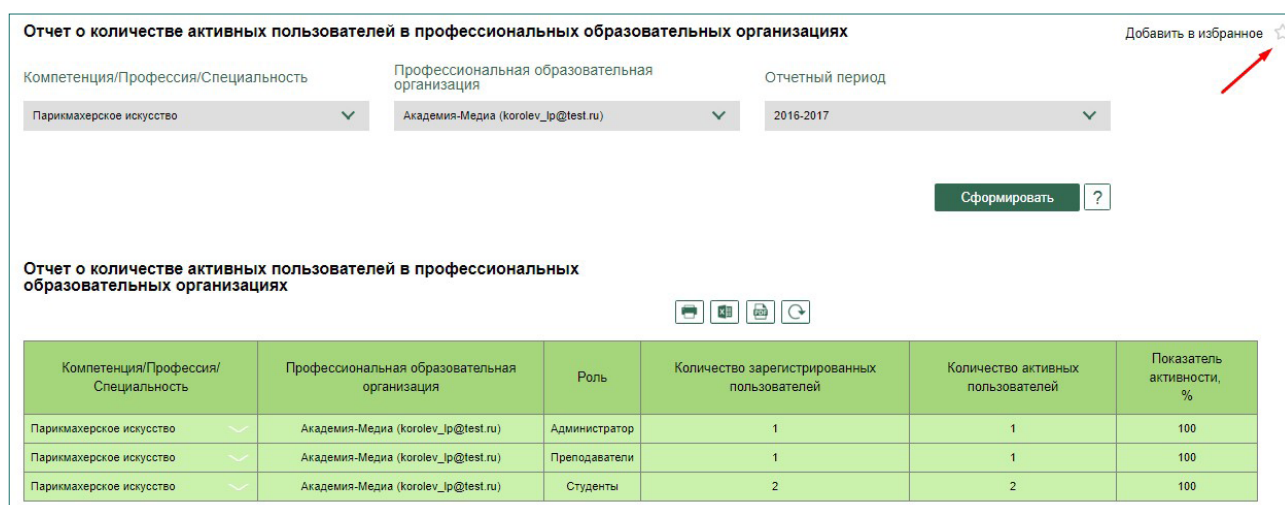 Отчет о количестве активных пользователей в профессиональных образовательных организациях
Добавить в избранное
Компетенция/Профессия/Специальность
Профессиональная образовательная
организация
Отчетный период
Парикмахерское искусство
Академия-Медиа (korolev_lp@test.ru)
2016-2017
Сформировать
?
Отчет о количестве активных пользователей в профессиональных
образовательных организациях
PDF
Компетенция/Профессия/
Специальность
Профессиональная образовательная
организация
Роль
Количество зарегистрированных
пользователей
Количество активных
пользователей
Показатель
активности,
%
Парикмахерское искусство Академия-Медиа (korolev_lp@test.ru) Администратор 1 1 100
Парикмахерское искусство Академия-Медиа (korolev_lp@test.ru) Преподаватели 1 1 100
Парикмахерское искусство Академия-Медиа (korolev_lp@test.ru) Студенты 2 2 100